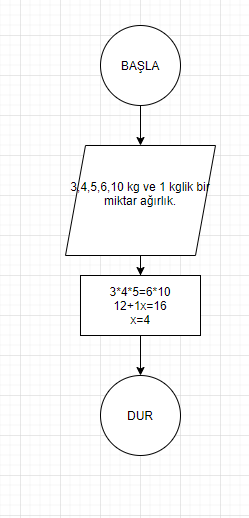 BAŞLA
3,4,5,6,10 kg ve 1 kglik bir
miktar ağırlık.
3*4*5=6*10
12+1x=16
x=4
DUR